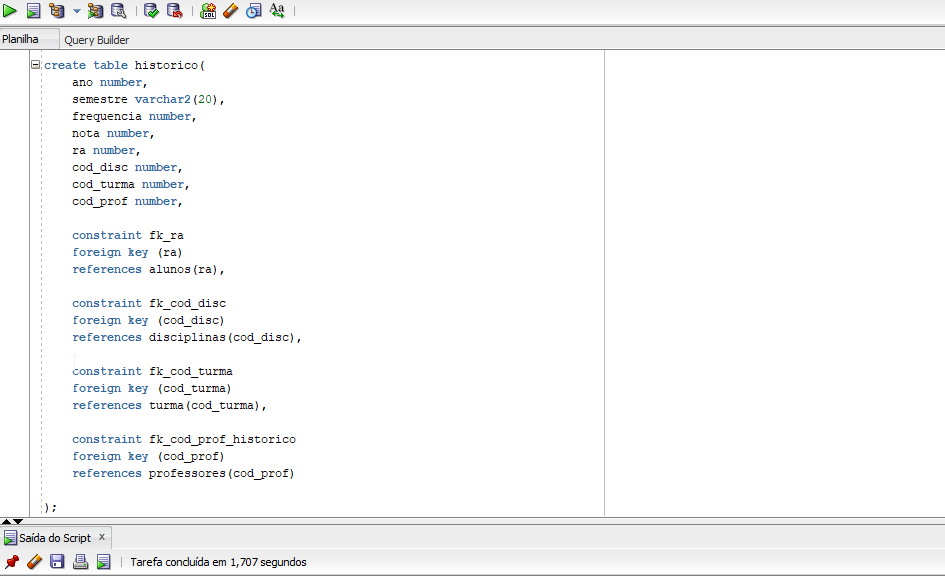 SQL
Aa
Planilha
Query Builder
create table historico(
    ano number,
    semestre varchar2(20),
    frequencia number,
    nota number,
    ra number,
    cod_disc number,
    cod_turma number,
    cod_prof number,
    constraint fk_ra
    foreign key (ra)
    references alunos(ra),
    constraint fk_cod_disc
    foreign key (cod_disc)
    references disciplinas(cod_disc),
    constraint fk_cod_turma
    foreign key (cod_turma)
    references turma(cod_turma),
    constraint fk_cod_prof_historico
    foreign key (cod_prof)
    references professores(cod_prof)
);
Saída do Script x
Tarefa concluída em 1,707 segundos